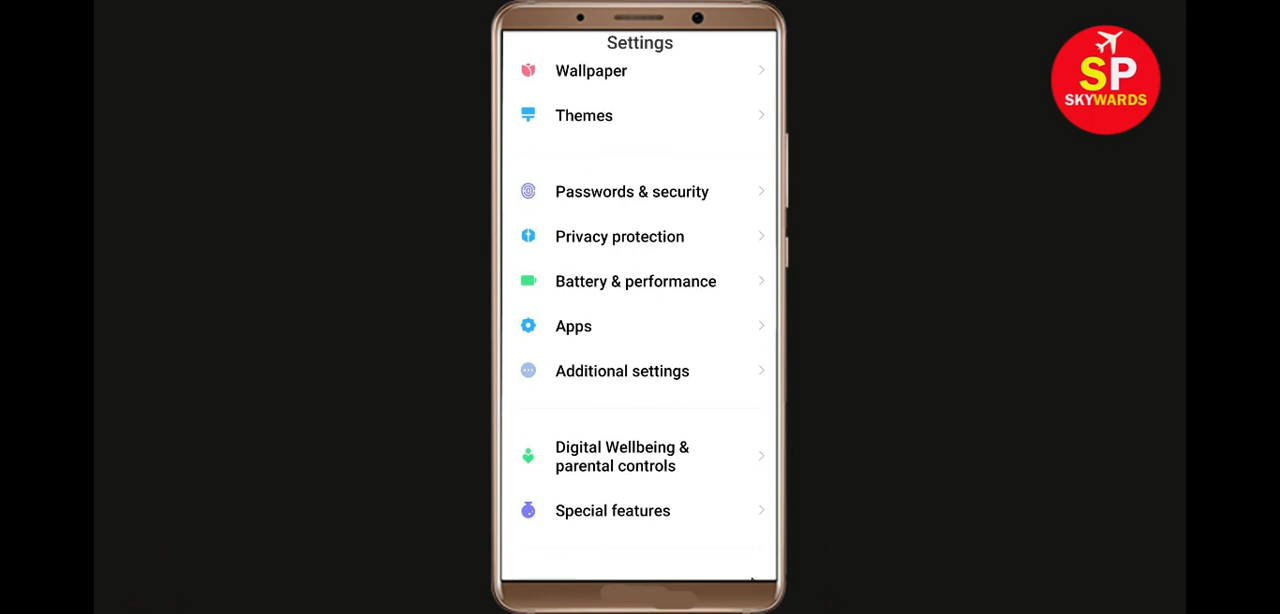 Settings
Wallpaper
Themes
Passwords & security
Privacy protection
Battery & performance
Apps
Additional settings
Digital Wellbeing &
parental controls
Special features
SP
SKYWARDS